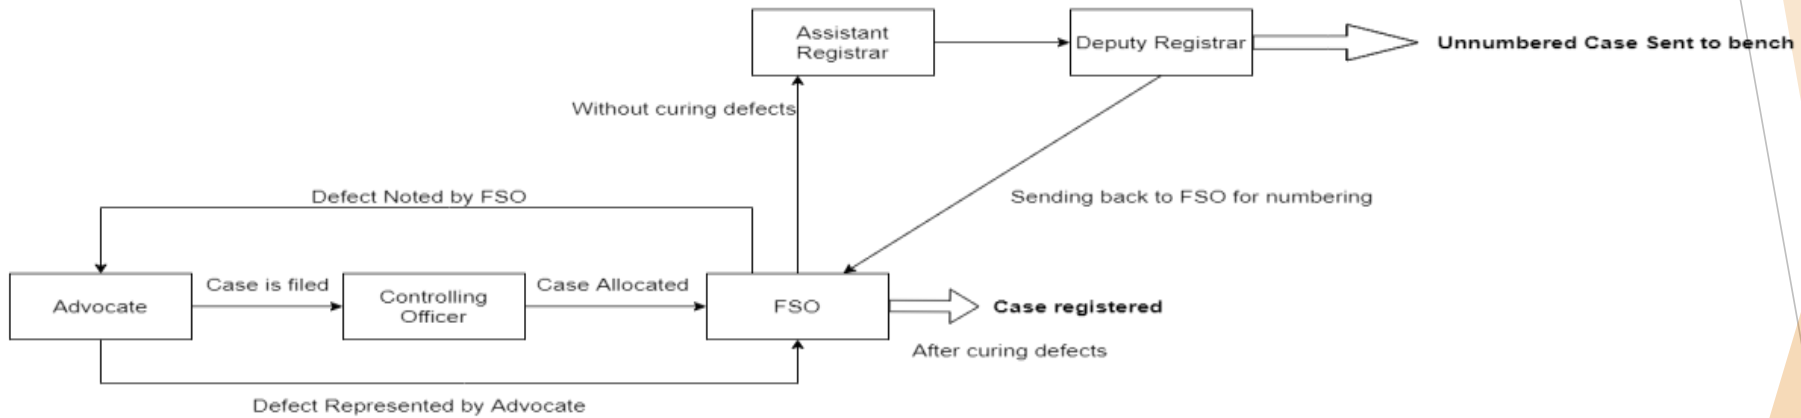 Assistant
Registrar
Deputy Registrar
Unnumbered Case Sent to bench
Without curing defects
Defect Noted by FSO
Sending back to FSO for numbering
Advocate
Case is filed
Controlling
Officer
Case Allocated
FSO
Case registered
After curing defects
Defect Represented by Advocate